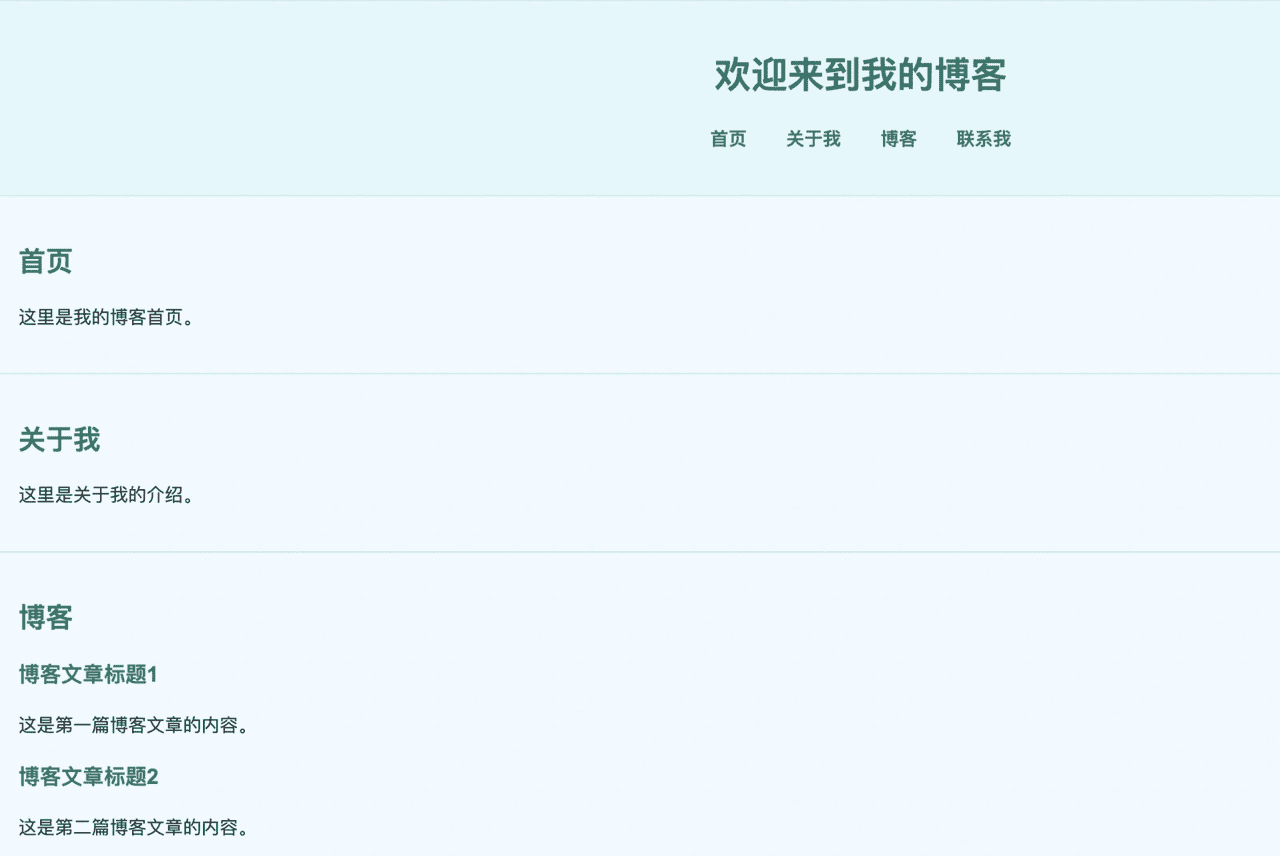 欢迎来到我的博客
首页 关于我 博客 联系我
首页
这里是我的博客首页。
关于我
这里是关于我的介绍。
博客
博客文章标题1
这是第一篇博客文章的内容。
博客文章标题2
这是第二篇博客文章的内容。